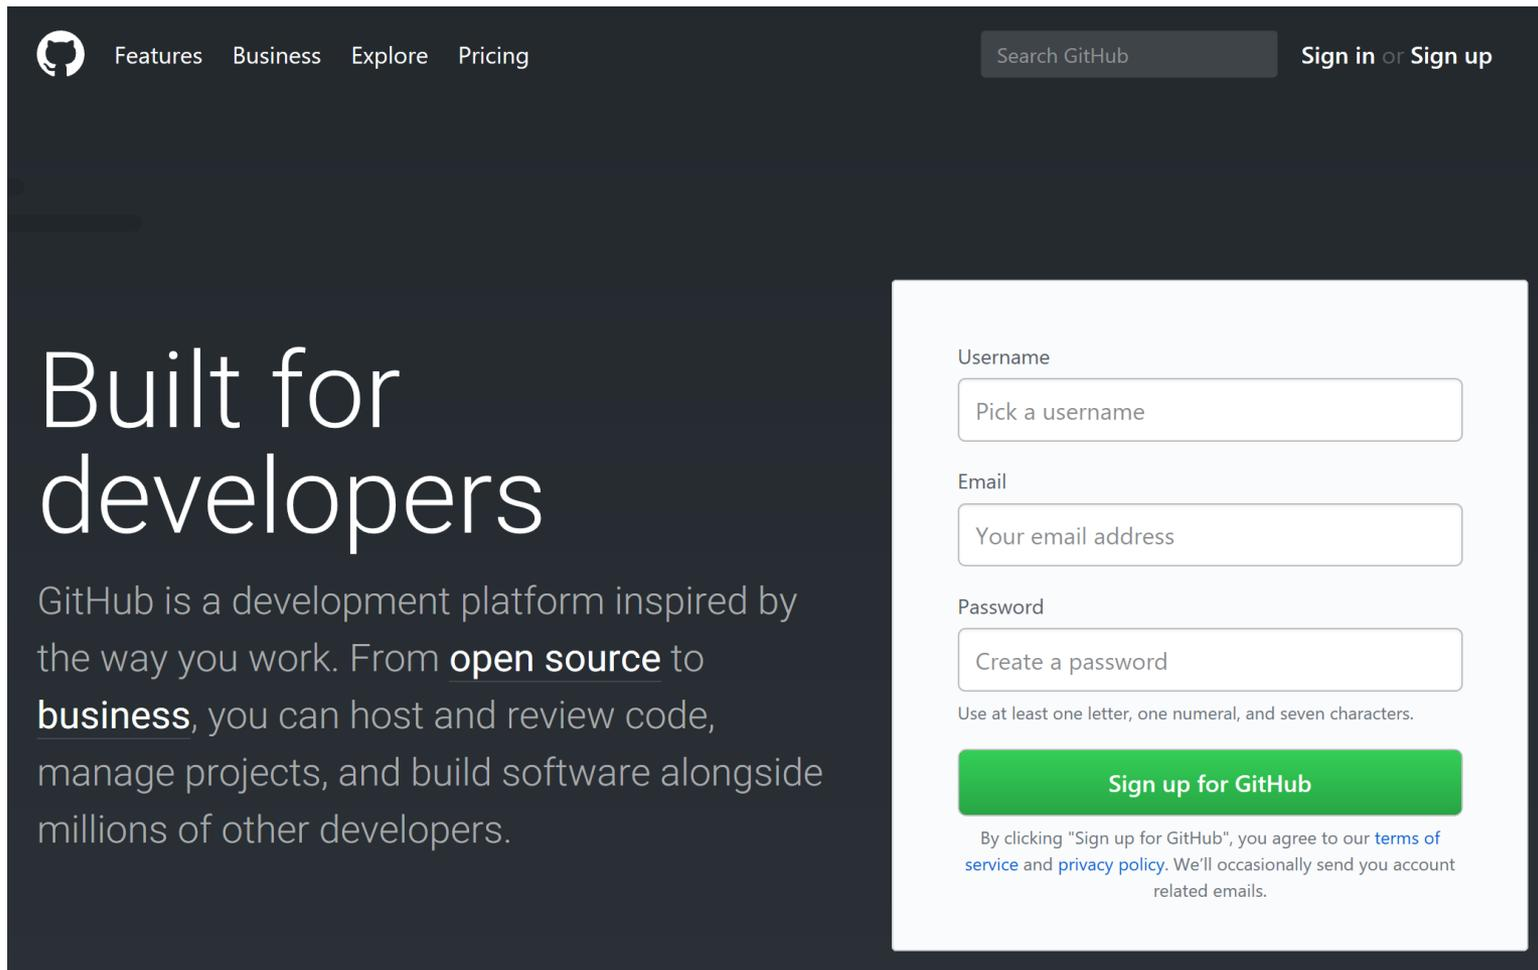 Features Business Explore Pricing Search GitHub Sign in or Sign up
Built for
developers
GitHub is a development platform inspired by
the way you work. From open source to
business, you can host and review code,
manage projects, and build software alongside
millions of other developers.
Username
Pick a username
Email
Your email address
Password
Create a password
Use at least one letter, one numeral, and seven characters.
Sign up for GitHub
By clicking "Sign up for GitHub", you agree to our terms of
service and privacy policy. We’ll occasionally send you account
related emails.